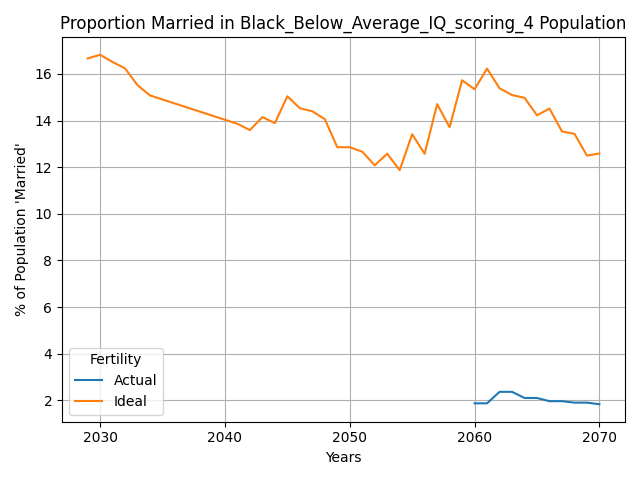 Proportion Married in Black_Below_Average_IQ_scoring_4 Population
% of Population 'Married'
16
14
12
10
8
6
4
2
Fertility
Actual
Ideal
2030 2040 2050 2060 2070
Years